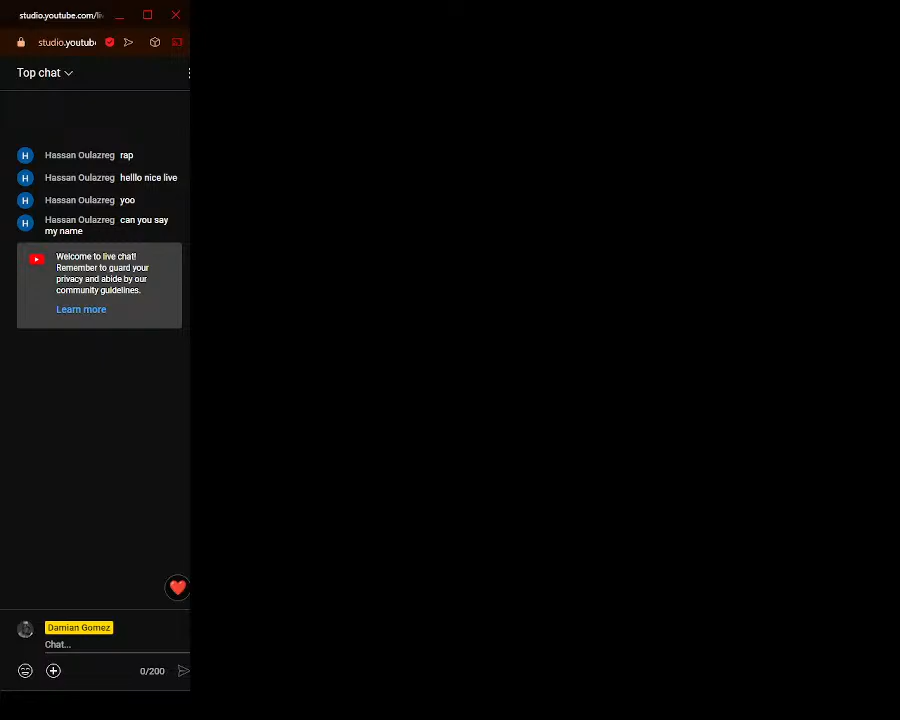 studio.youtube.com/li
studio.youtube
Top chat
H Hassan Oulazreg rap
H Hassan Oulazreg helllo nice live
H Hassan Oulazreg yoo
H Hassan Oulazreg can you say
my name
Welcome to live chat!
Remember to guard your
privacy and abide by our
community guidelines.
Learn more
Damian Gomez
Chat...
0/200